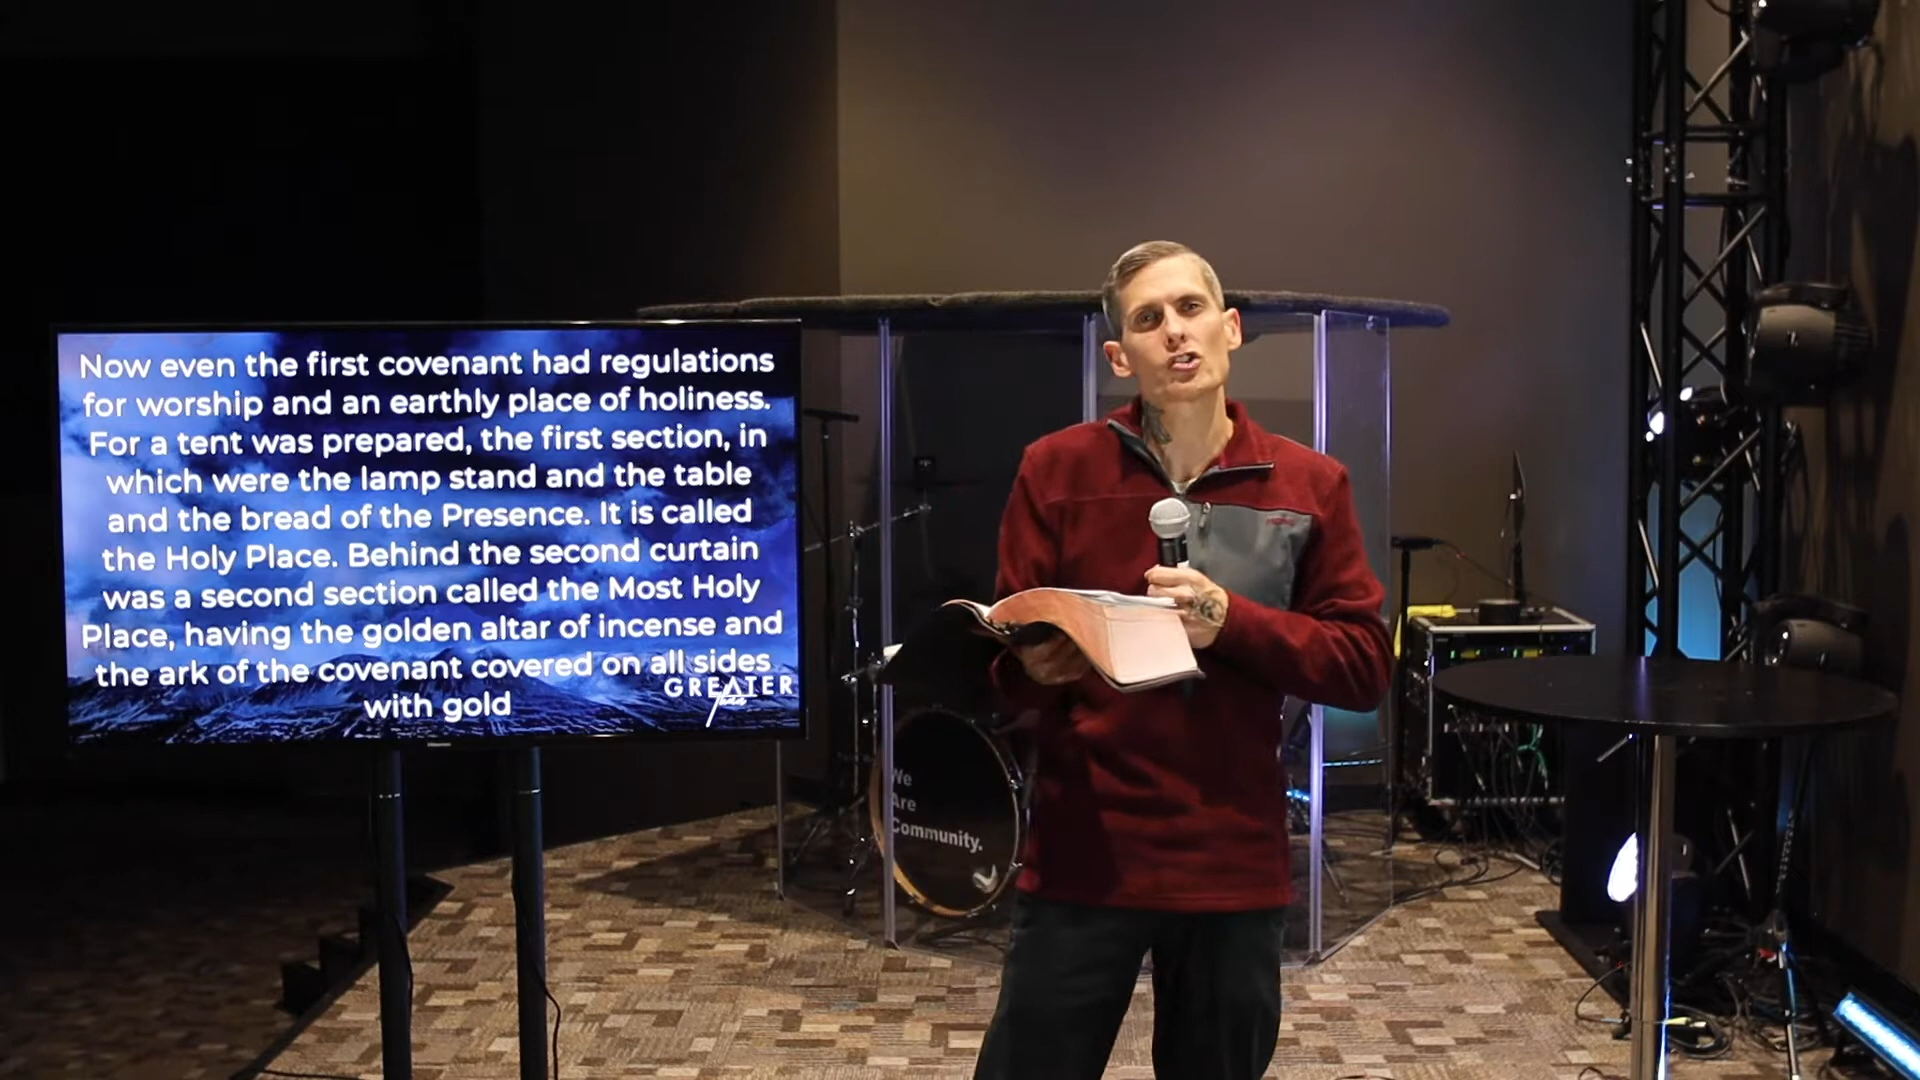 Now even the first covenant had regulations
for worship and an earthly place of holiness.
For a tent was prepared, the first section, in
which were the lamp stand and the table
and the bread of the Presence. It is called
the Holy Place. Behind the second curtain
was a second section called the Most Holy
Place, having the golden altar of incense and
the ark of the covenant covered on all sides
with gold
GREATER
Than
We
Are
Community.